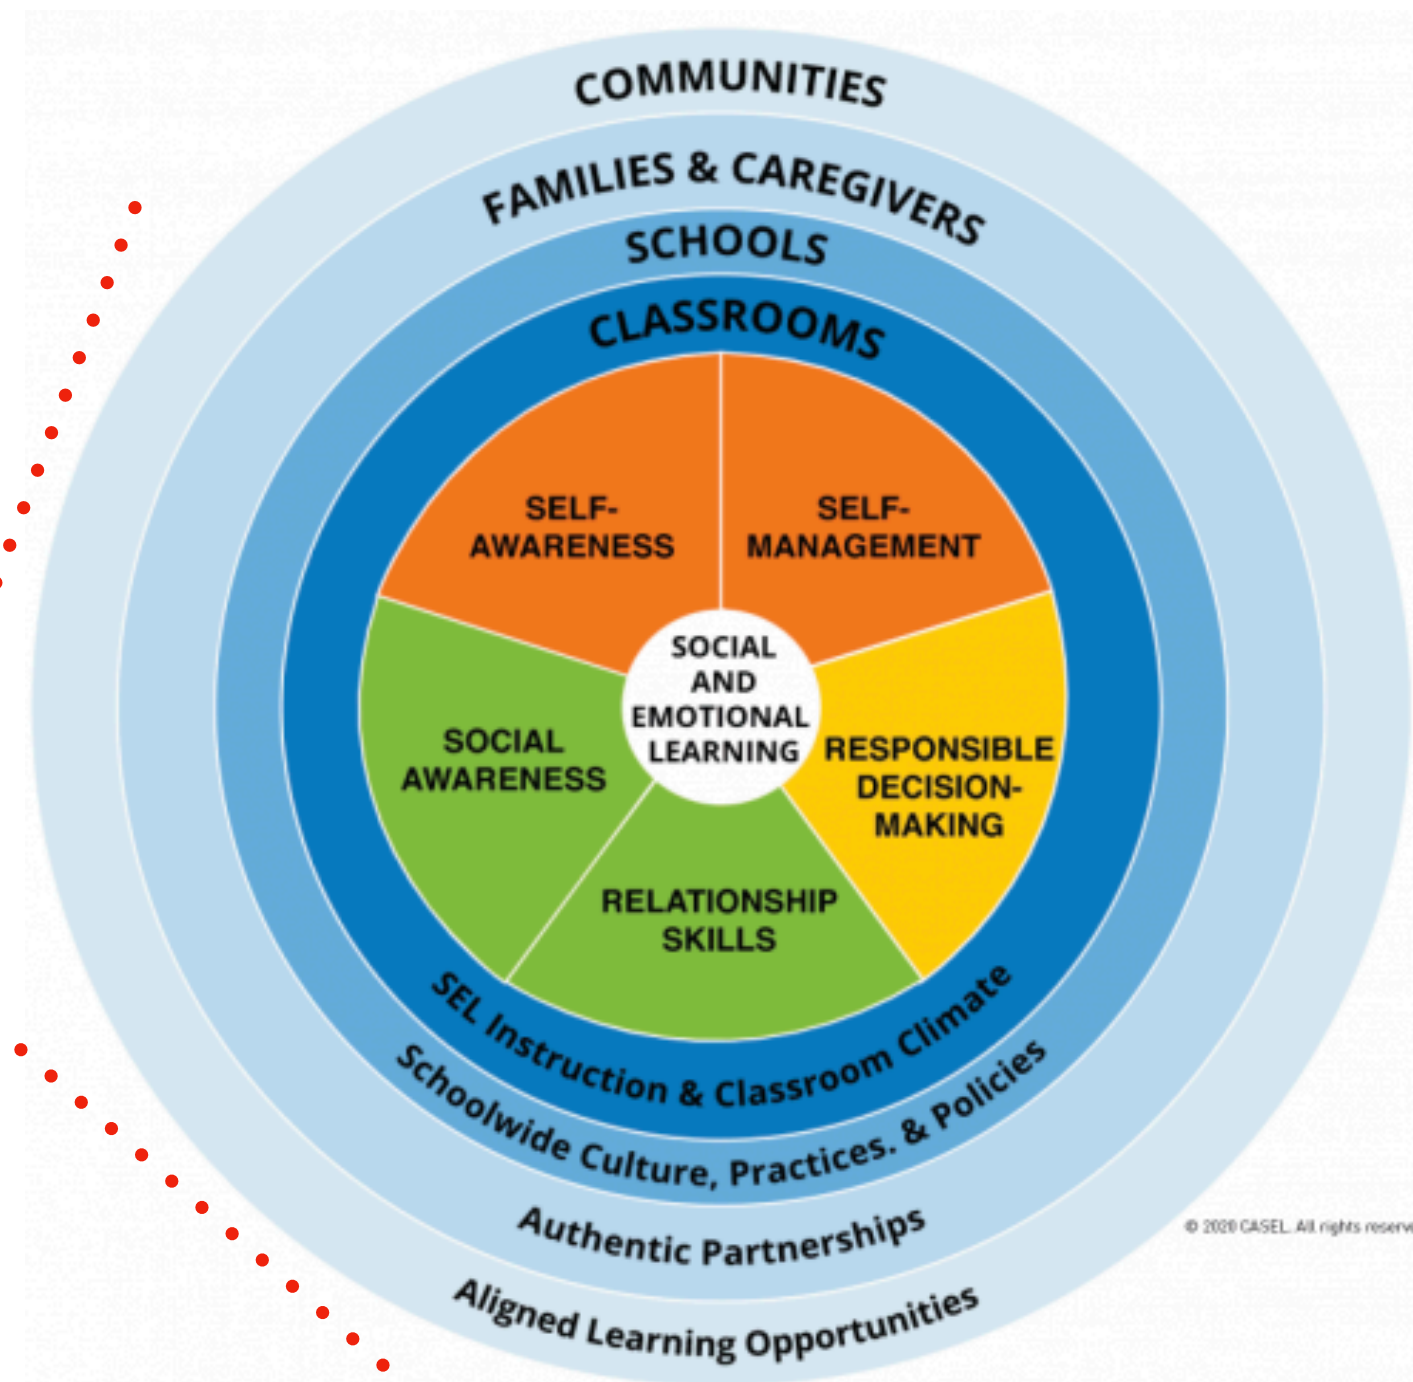 COMMUNITIES
FAMILIES & CAREGIVERS
SCHOOLS
CLASSROOMS
SELF-
AWARENESS
SELF-
MANAGEMENT
SOCIAL
AND
EMOTIONAL
LEARNING
SOCIAL
AWARENESS
RESPONSIBLE
DECISION-
MAKING
RELATIONSHIP
SKILLS
SEL Instruction & Classroom Climate
Schoolwide Culture, Practices. & Policies
Authentic Partnerships
Aligned Learning Opportunities
© 2020 CASEL. All rights reserve